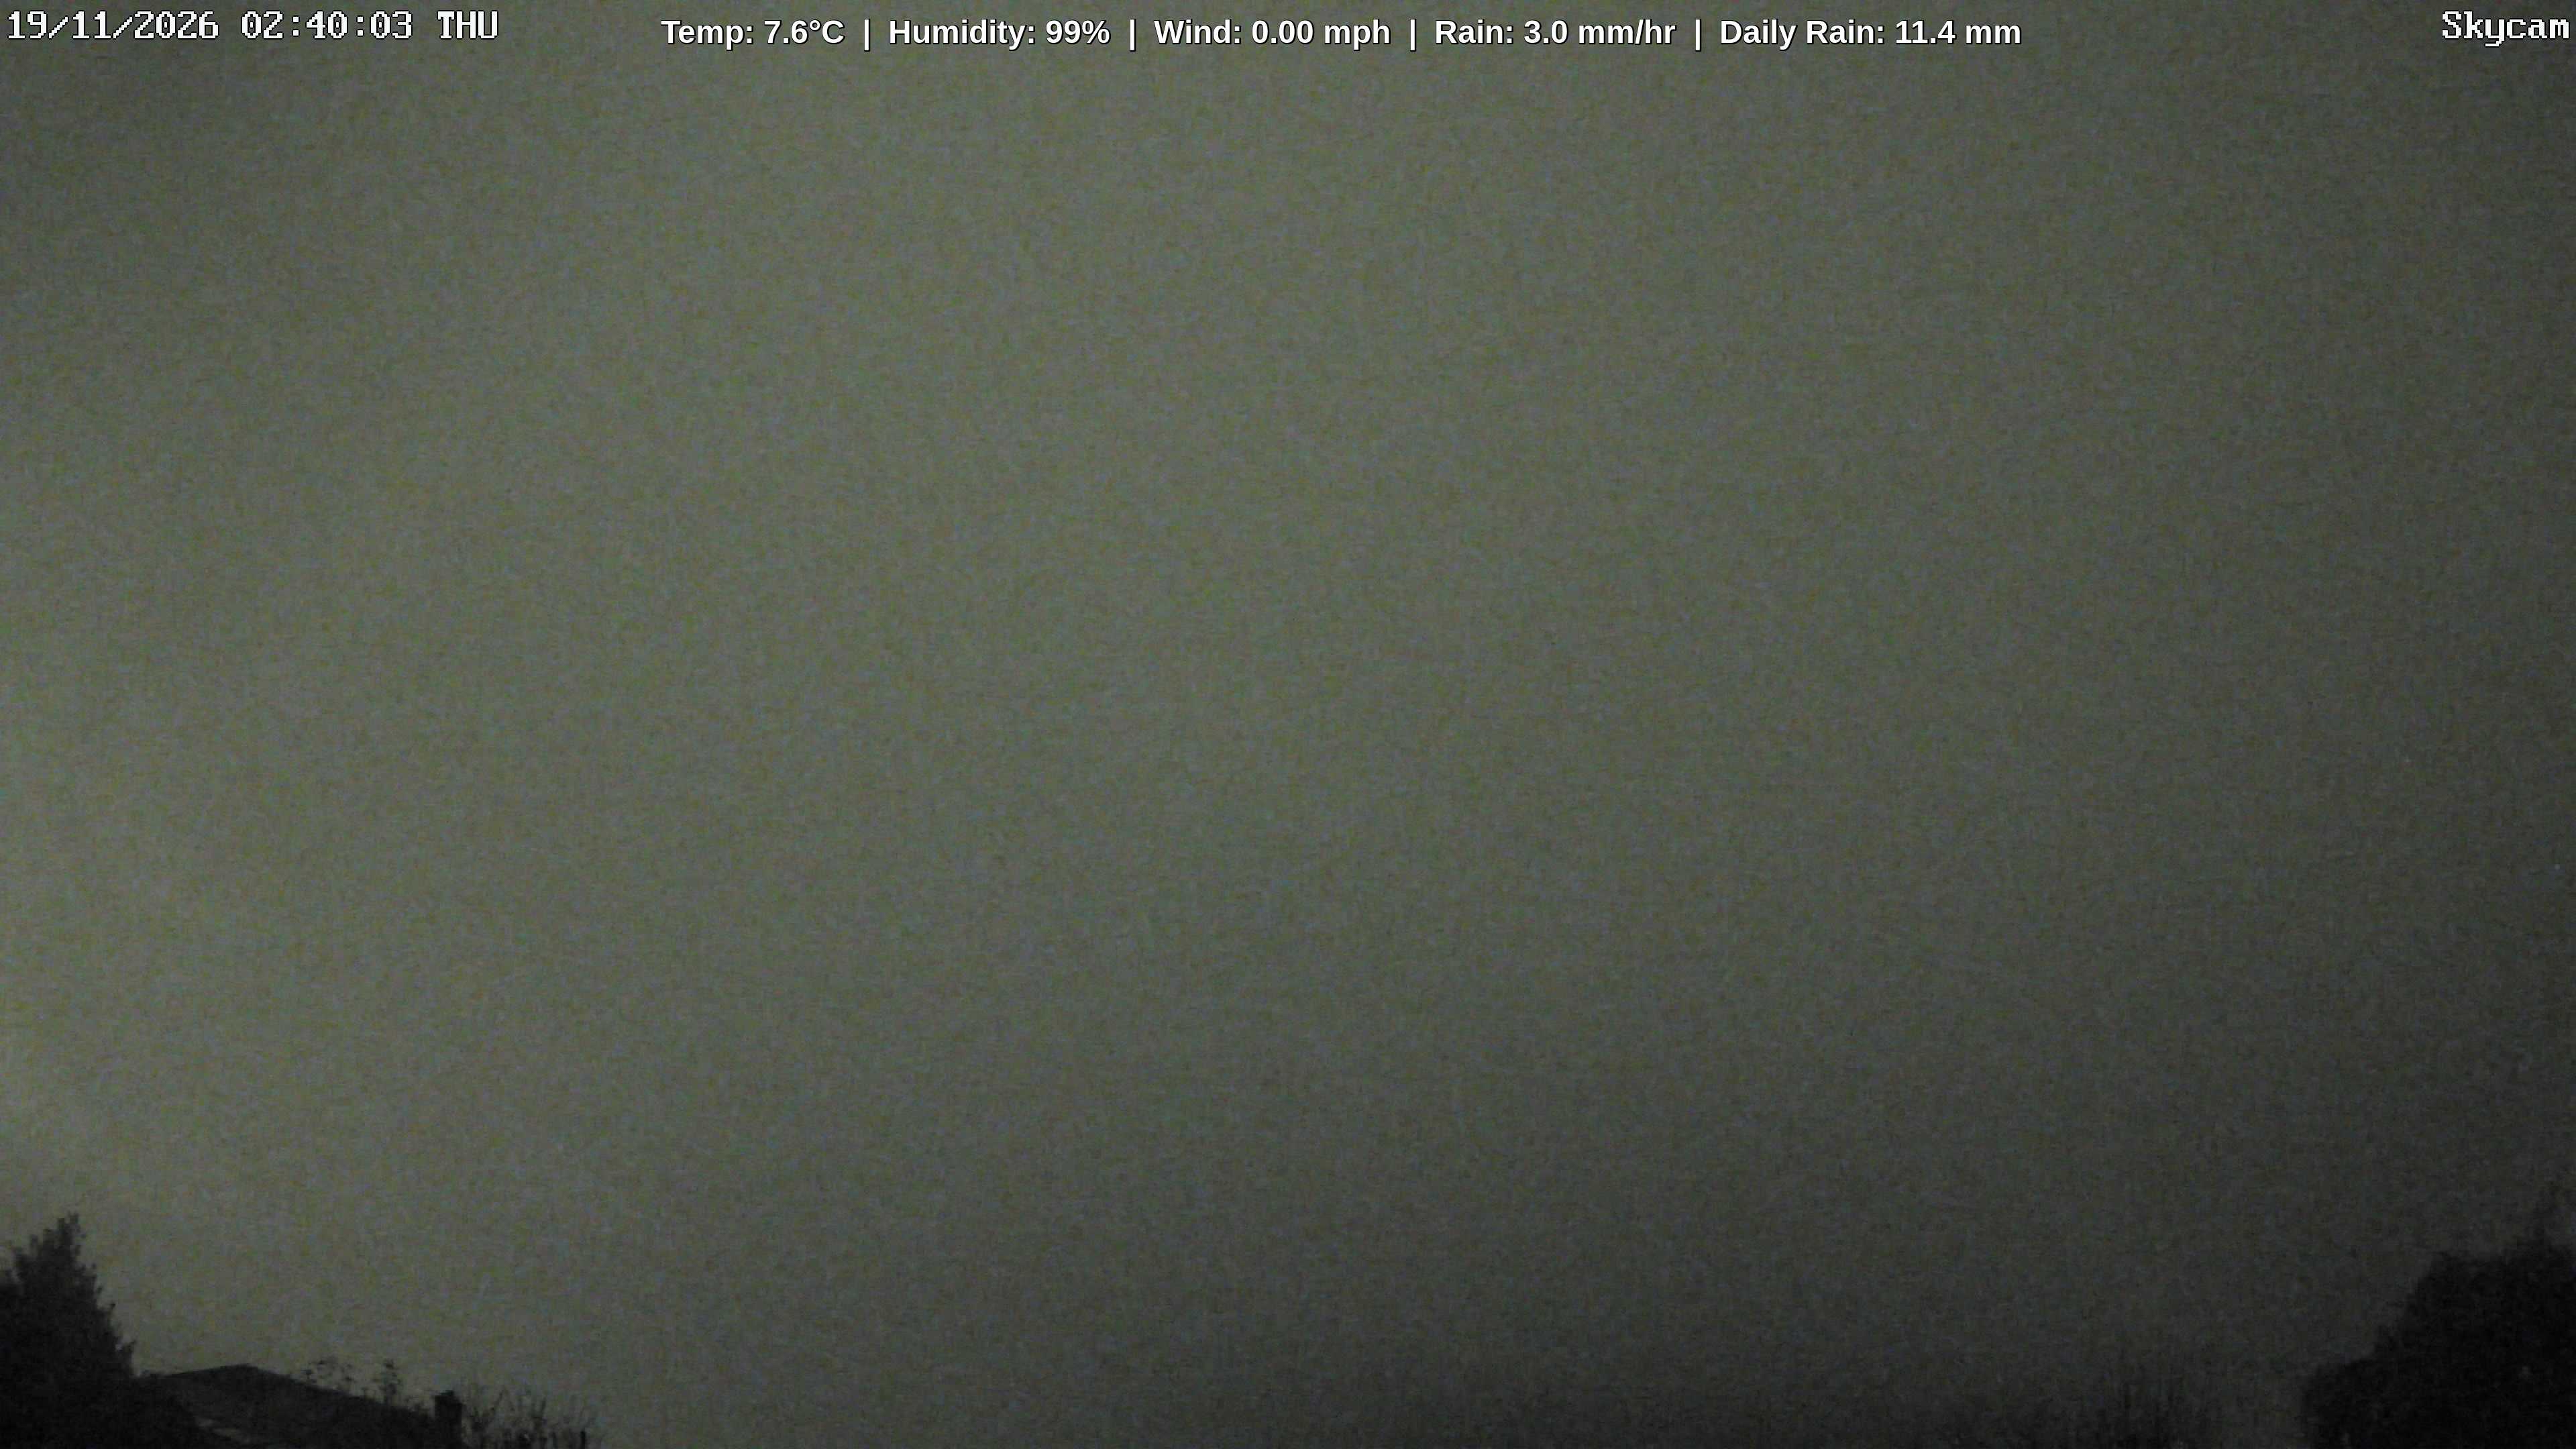 19/11/2026 02:40:03 THU
Temp: 7.6°C | Humidity: 99% | Wind: 0.00 mph | Rain: 3.0 mm/hr | Daily Rain: 11.4 mm
Skycam